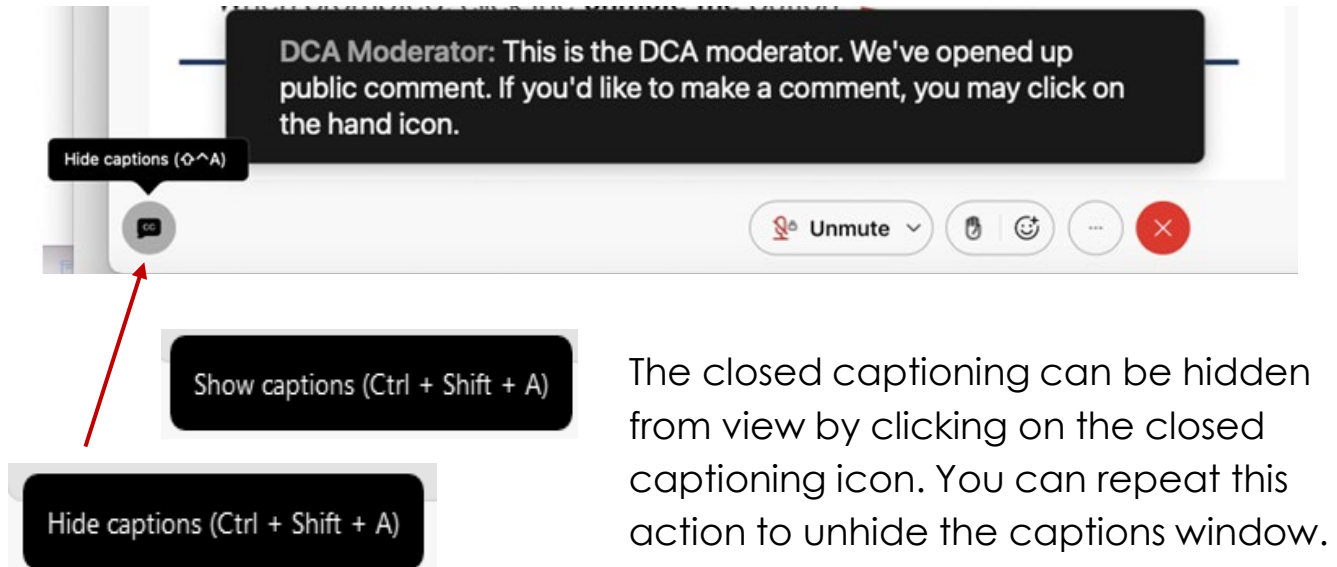 DCA Moderator: This is the DCA moderator. We've opened up
public comment. If you'd like to make a comment, you may click on
the hand icon.
Hide captions (⇧^A)
CC
Unmute
Show captions (Ctrl + Shift + A)
Hide captions (Ctrl + Shift + A)
The closed captioning can be hidden
from view by clicking on the closed
captioning icon. You can repeat this
action to unhide the captions window.